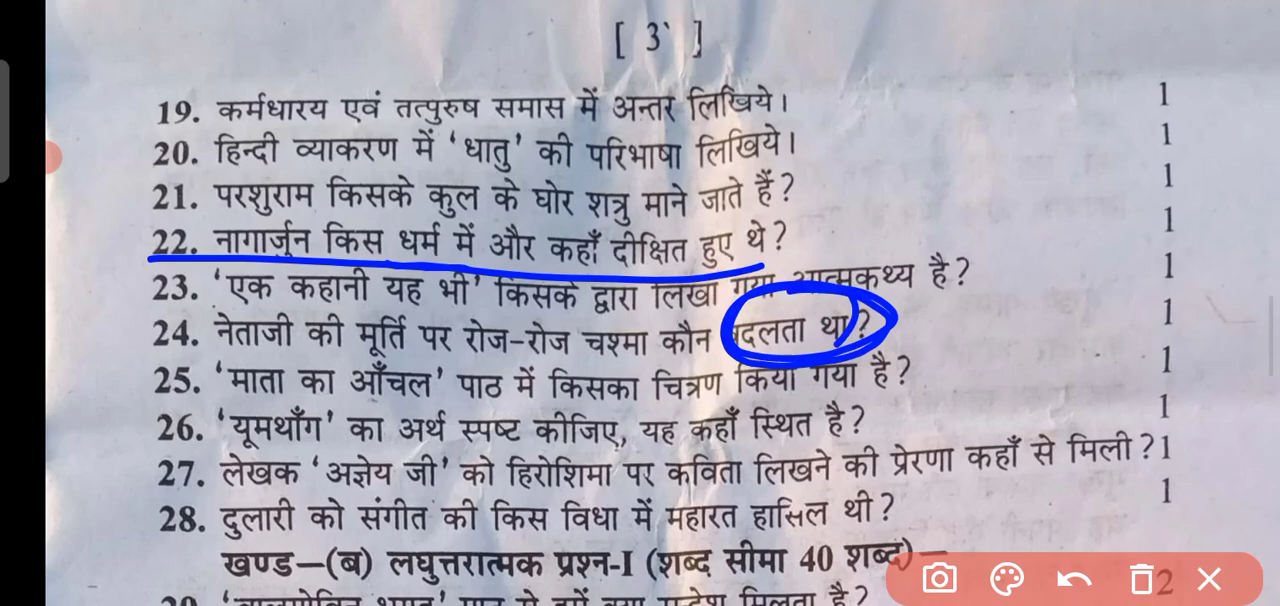 [ 3 ]
19. कर्मधारय एवं तत्पुरुष समास में अन्तर लिखिये। 1
20. हिन्दी व्याकरण में 'धातु' की परिभाषा लिखिये। 1
21. परशुराम किसके कुल के घोर शत्रु माने जाते हैं? 1
22. नागार्जुन किस धर्म में और कहाँ दीक्षित हुए थे? 1
23. 'एक कहानी यह भी' किसके द्वारा लिखा गया आत्मकथ्य है? 1
24. नेताजी की मूर्ति पर रोज-रोज चश्मा कौन बदलता था? 1
25. 'माता का आँचल' पाठ में किसका चित्रण किया गया है? 1
26. 'यूमथाँग' का अर्थ स्पष्ट कीजिए, यह कहाँ स्थित है? 1
27. लेखक 'अज्ञेय जी' को हिरोशिमा पर कविता लिखने की प्रेरणा कहाँ से मिली? 1
28. दुलारी को संगीत की किस विधा में महारत हासिल थी? 1
खण्ड—(ब) लघुत्तरात्मक प्रश्न-I (शब्द सीमा 40 शब्द)—
मिलता है? 2